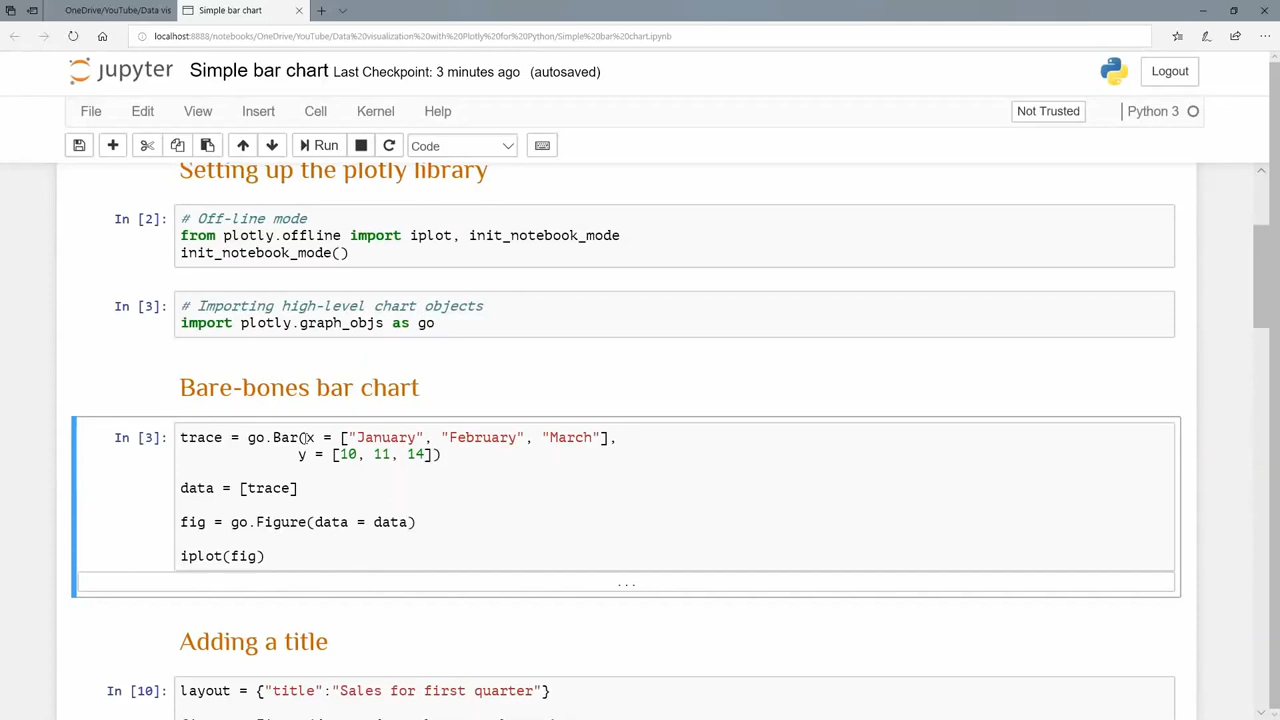 OneDrive/YouTube/Data vis
Simple bar chart
localhost:8888/notebooks/OneDrive/YouTube/Data%20visualization%20with%20Plotly%20for%20Python/Simple%20bar%20chart.ipynb
jupyter Simple bar chart Last Checkpoint: 3 minutes ago (autosaved) Logout
File Edit View Insert Cell Kernel Help Not Trusted Python 3
Run Code
Setting up the plotly library
In [2]: # Off-line mode
from plotly.offline import iplot, init_notebook_mode
init_notebook_mode()
In [3]: # Importing high-level chart objects
import plotly.graph_objs as go
Bare-bones bar chart
In [3]: trace = go.Bar(x = ["January", "February", "March"],
y = [10, 11, 14])
data = [trace]
fig = go.Figure(data = data)
iplot(fig)
...
Adding a title
In [10]: layout = {"title":"Sales for first quarter"}